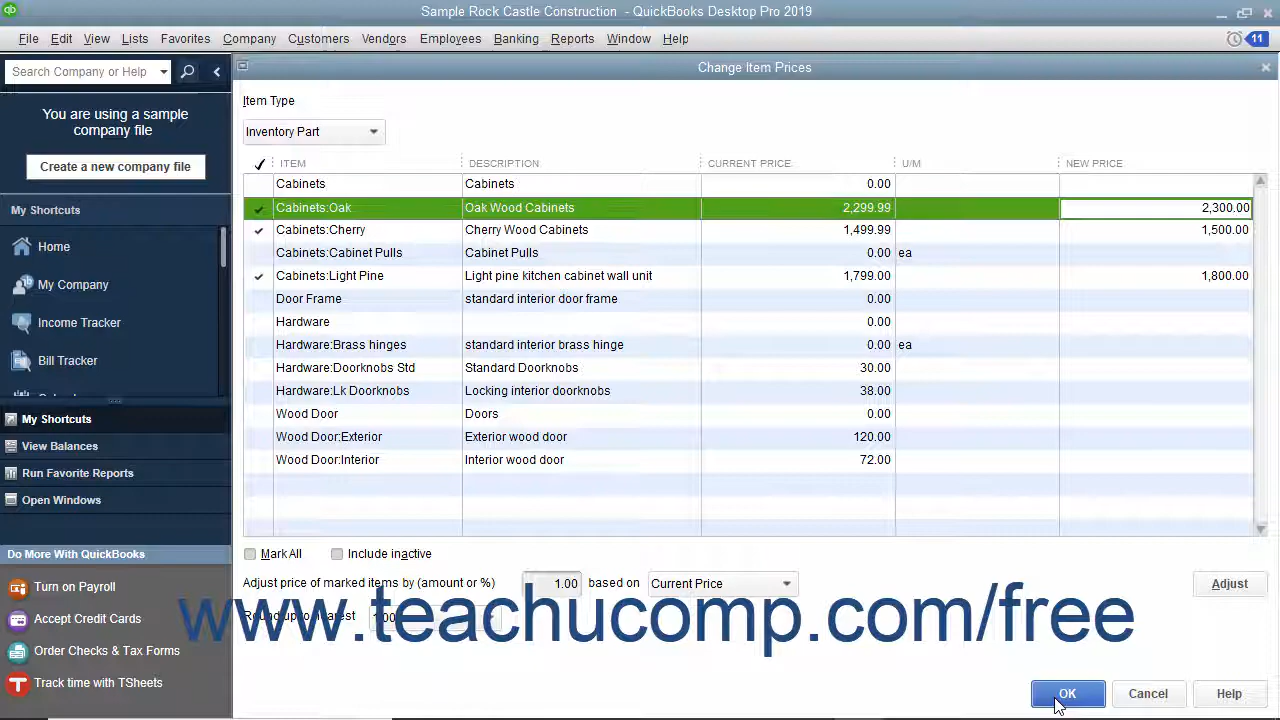 Sample Rock Castle Construction - QuickBooks Desktop Pro 2019
File Edit View Lists Favorites Company Customers Vendors Employees Banking Reports Window Help 11
Search Company or Help
Change Item Prices
You are using a sample
company file
Create a new company file
My Shortcuts
Home
My Company
Income Tracker
Bill Tracker
My Shortcuts
View Balances
Run Favorite Reports
Open Windows
Do More With QuickBooks
Turn on Payroll
Accept Credit Cards
Order Checks & Tax Forms
Track time with TSheets
Item Type
Inventory Part
ITEM DESCRIPTION CURRENT PRICE U/M NEW PRICE
Cabinets Cabinets 0.00
Cabinets:Oak Oak Wood Cabinets 2,299.99 2,300.00
Cabinets:Cherry Cherry Wood Cabinets 1,499.99 1,500.00
Cabinets:Cabinet Pulls Cabinet Pulls 0.00 ea
Cabinets:Light Pine Light pine kitchen cabinet wall unit 1,799.00 1,800.00
Door Frame standard interior door frame 0.00
Hardware 0.00
Hardware:Brass hinges standard interior brass hinge 0.00 ea
Hardware:Doorknobs Std Standard Doorknobs 30.00
Hardware:Lk Doorknobs Locking interior doorknobs 38.00
Wood Door Doors 0.00
Wood Door:Exterior Exterior wood door 120.00
Wood Door:Interior Interior wood door 72.00
Mark All Include inactive
Adjust price of marked items by (amount or %) 1.00 based on Current Price Adjust
Round up to nearest
www.teachucomp.com/free
OK Cancel Help